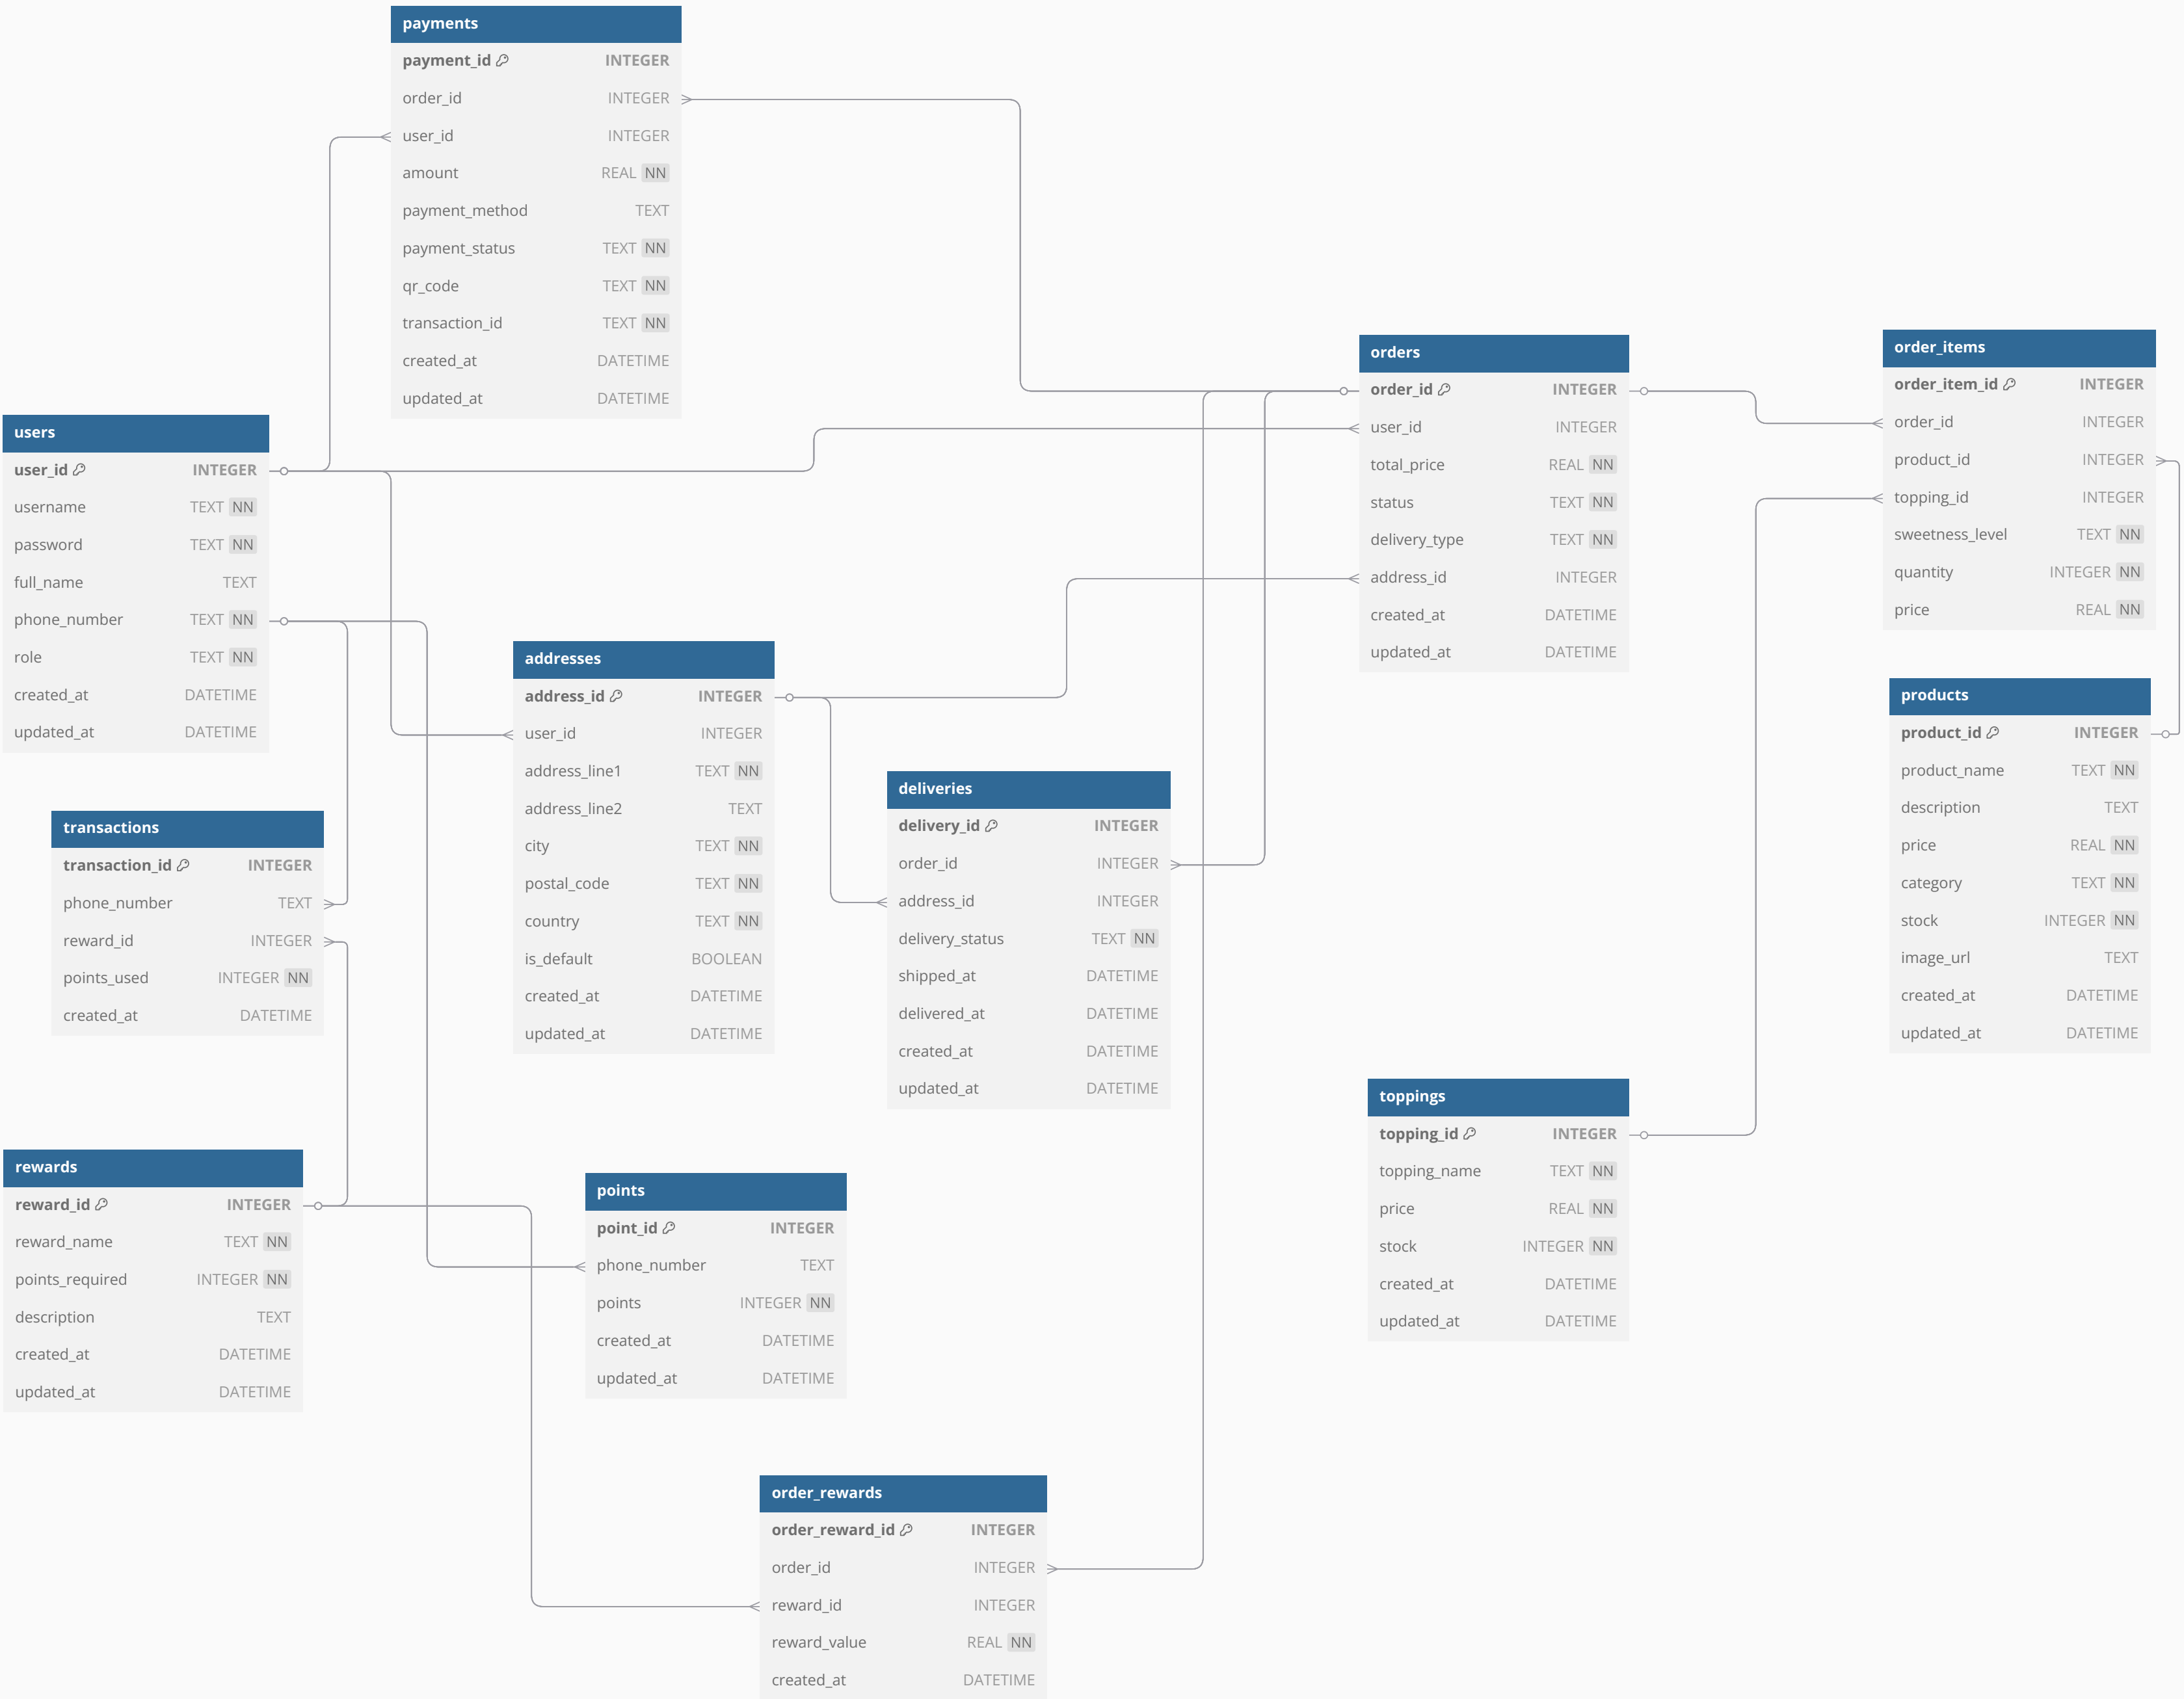 payments
payment_id INTEGER
order_id INTEGER
user_id INTEGER
amount REAL NN
payment_method TEXT
payment_status TEXT NN
qr_code TEXT NN
transaction_id TEXT NN
created_at DATETIME
updated_at DATETIME
users
user_id INTEGER
username TEXT NN
password TEXT NN
full_name TEXT
phone_number TEXT NN
role TEXT NN
created_at DATETIME
updated_at DATETIME
orders
order_id INTEGER
user_id INTEGER
total_price REAL NN
status TEXT NN
delivery_type TEXT NN
address_id INTEGER
created_at DATETIME
updated_at DATETIME
order_items
order_item_id INTEGER
order_id INTEGER
product_id INTEGER
topping_id INTEGER
sweetness_level TEXT NN
quantity INTEGER NN
price REAL NN
addresses
address_id INTEGER
user_id INTEGER
address_line1 TEXT NN
address_line2 TEXT
city TEXT NN
postal_code TEXT NN
country TEXT NN
is_default BOOLEAN
created_at DATETIME
updated_at DATETIME
products
product_id INTEGER
product_name TEXT NN
description TEXT
price REAL NN
category TEXT NN
stock INTEGER NN
image_url TEXT
created_at DATETIME
updated_at DATETIME
deliveries
delivery_id INTEGER
order_id INTEGER
address_id INTEGER
delivery_status TEXT NN
shipped_at DATETIME
delivered_at DATETIME
created_at DATETIME
updated_at DATETIME
transactions
transaction_id INTEGER
phone_number TEXT
reward_id INTEGER
points_used INTEGER NN
created_at DATETIME
toppings
topping_id INTEGER
topping_name TEXT NN
price REAL NN
stock INTEGER NN
created_at DATETIME
updated_at DATETIME
rewards
reward_id INTEGER
reward_name TEXT NN
points_required INTEGER NN
description TEXT
created_at DATETIME
updated_at DATETIME
points
point_id INTEGER
phone_number TEXT
points INTEGER NN
created_at DATETIME
updated_at DATETIME
order_rewards
order_reward_id INTEGER
order_id INTEGER
reward_id INTEGER
reward_value REAL NN
created_at DATETIME